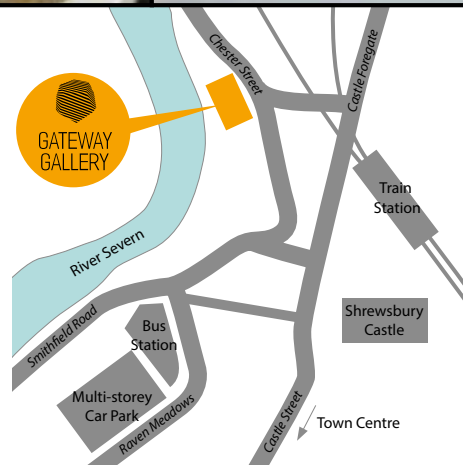 Chester Street
Castle Foregate
GATEWAY
GALLERY
Train
Station
River Severn
Shrewsbury
Castle
Smithfield Road
Bus
Station
Multi-storey
Car Park
Raven Meadows
Castle Street
Town Centre